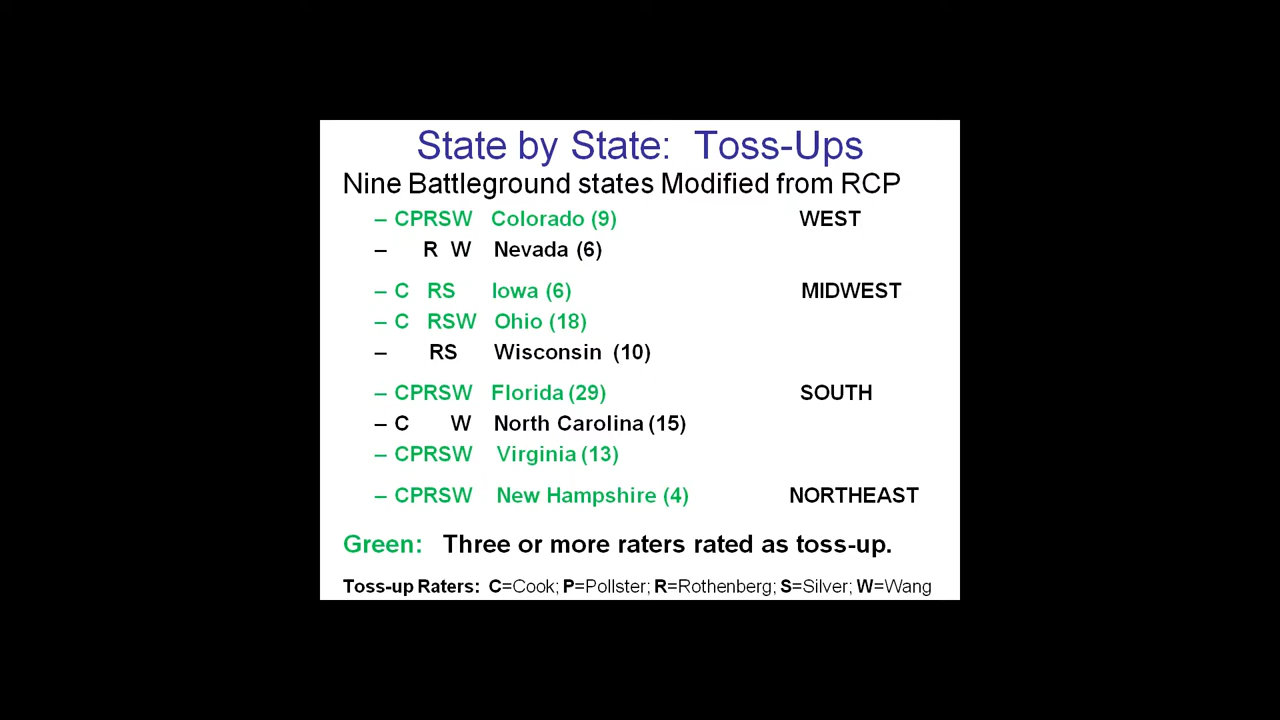 State by State: Toss-Ups
Nine Battleground states Modified from RCP
– CPRSW Colorado (9) WEST
– R W Nevada (6)
– C RS Iowa (6) MIDWEST
– C RSW Ohio (18)
– RS Wisconsin (10)
– CPRSW Florida (29) SOUTH
– C W North Carolina (15)
– CPRSW Virginia (13)
– CPRSW New Hampshire (4) NORTHEAST
Green: Three or more raters rated as toss-up.
Toss-up Raters: C=Cook; P=Pollster; R=Rothenberg; S=Silver; W=Wang